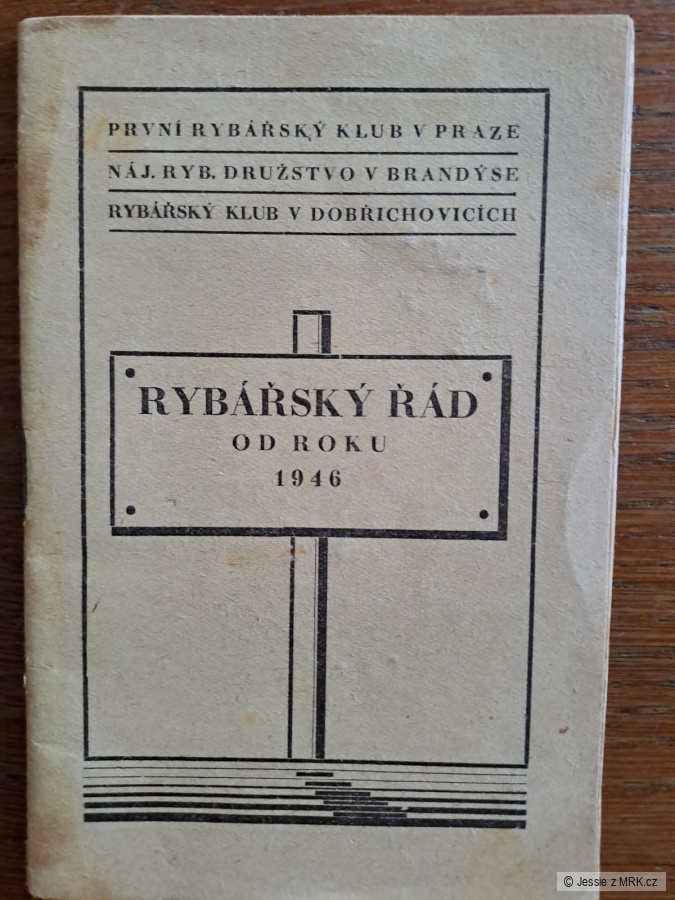 PRVNÍ RYBÁŘSKÝ KLUB V PRAZE
NÁJ. RYB. DRUŽSTVO V BRANDÝSE
RYBÁŘSKÝ KLUB V DOBŘICHOVICÍCH
RYBÁŘSKÝ ŘÁD
OD ROKU
1946
© Jessie z MRK.cz